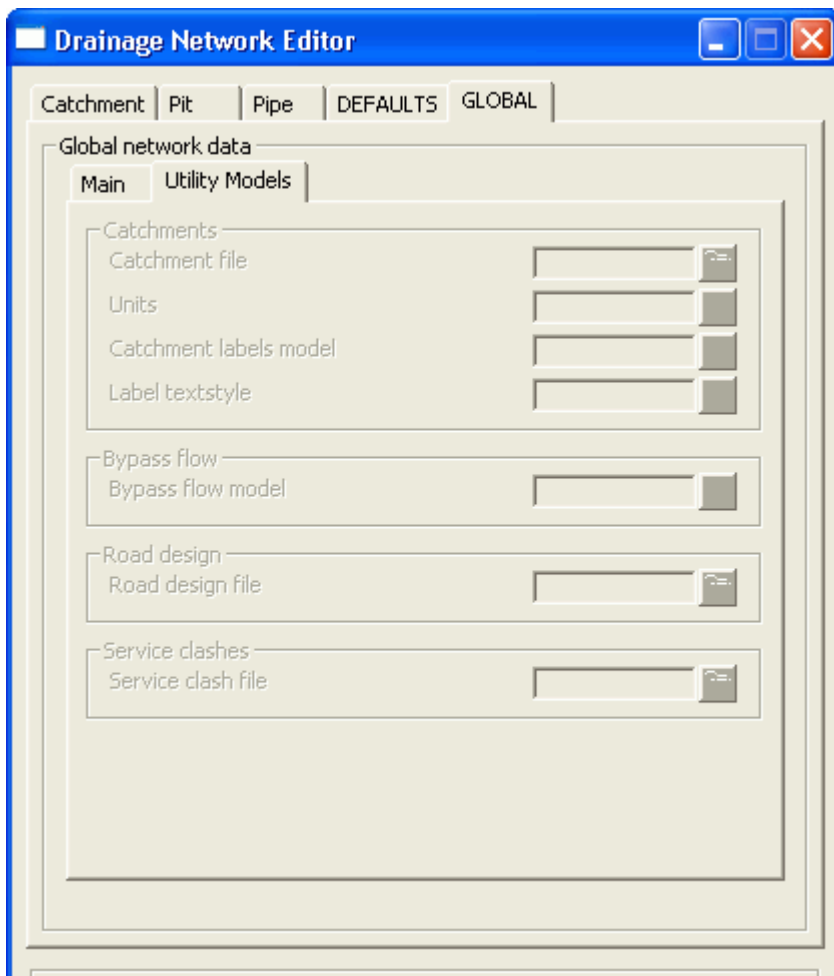 Drainage Network Editor
Catchment Pit Pipe DEFAULTS GLOBAL
Global network data
Main Utility Models
Catchments
Catchment file
Units
Catchment labels model
Label textstyle
Bypass flow
Bypass flow model
Road design
Road design file
Service clashes
Service clash file